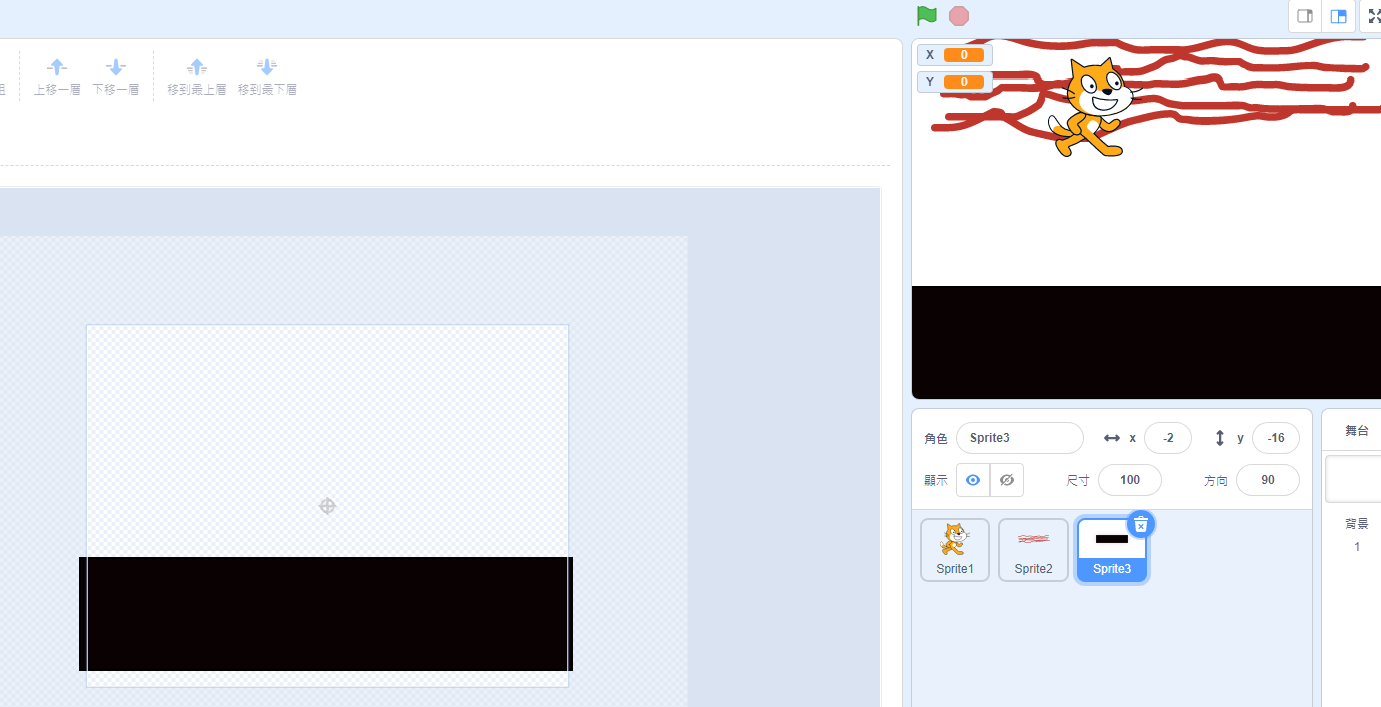 X 0
Y 0
組 上移一層 下移一層 移到最上層 移到最下層
角色 Sprite3 x -2 y -16
舞台
顯示 尺寸 100 方向 90
背景
1
Sprite1 Sprite2 Sprite3